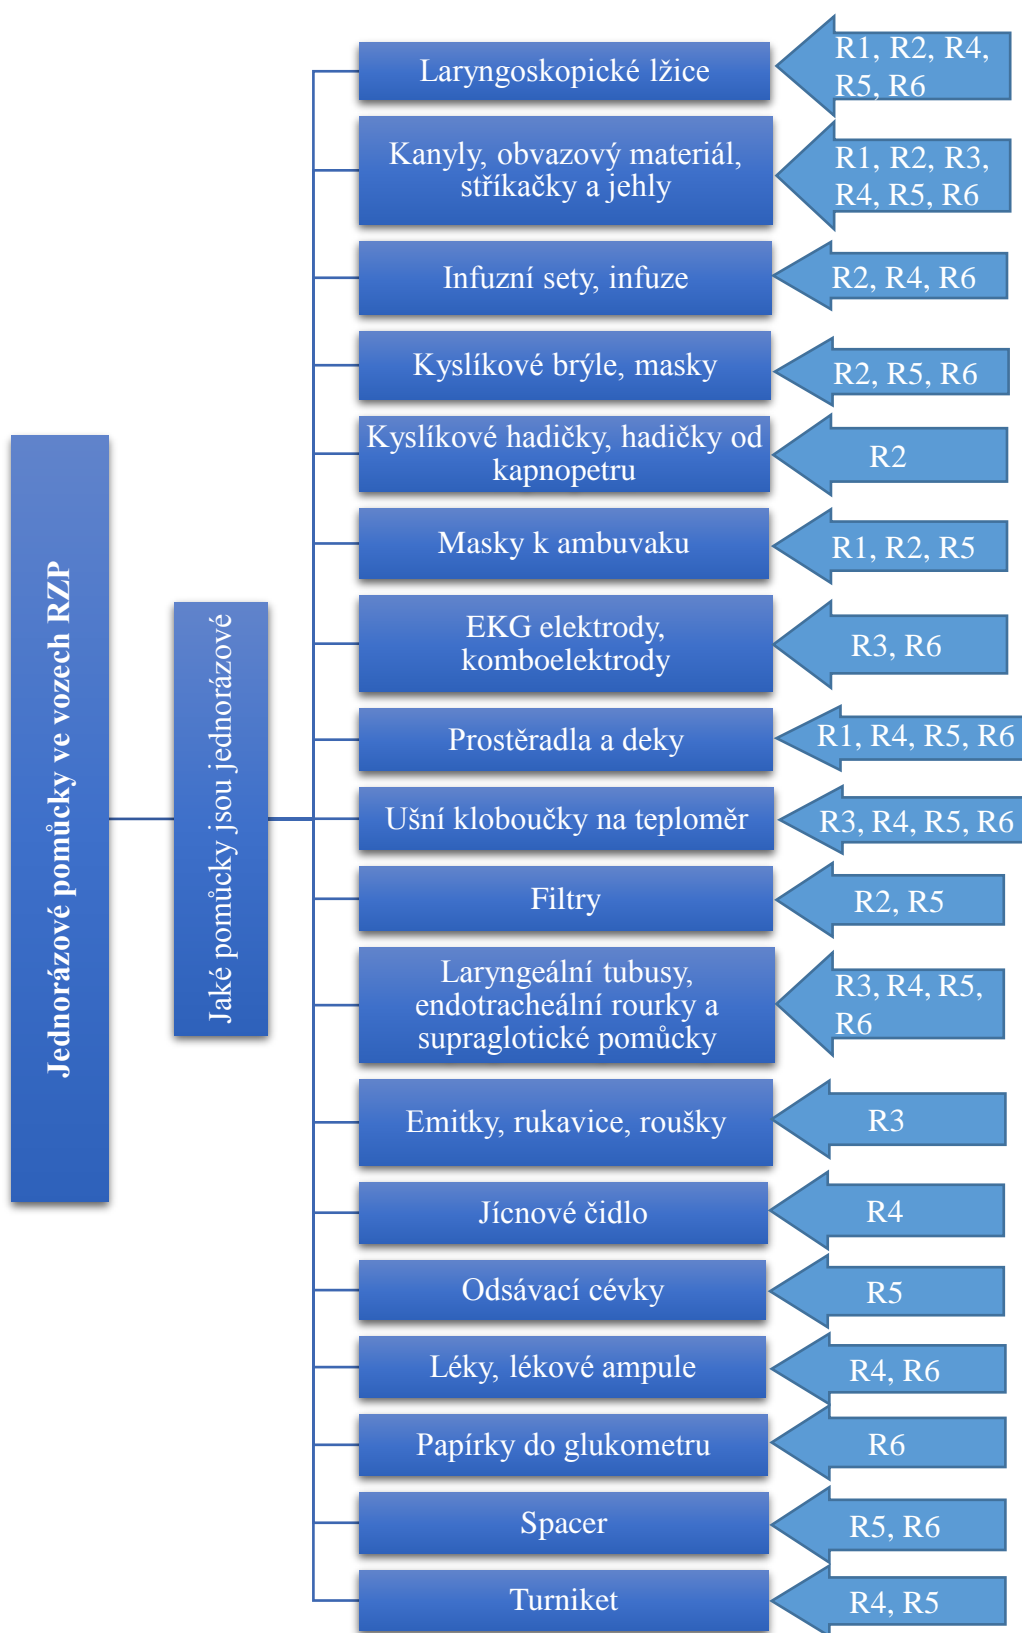 Jednorázové pomůcky ve vozech RZP
Jaké pomůcky jsou jednorázové
Laryngoskopické lžice
R1, R2, R4,
R5, R6
Kanyly, obvazový materiál,
stříkačky a jehly
R1, R2, R3,
R4, R5, R6
Infuzní sety, infuze
R2, R4, R6
Kyslíkové brýle, masky
R2, R5, R6
Kyslíkové hadičky, hadičky od
kapnopetru
R2
Masky k ambuvaku
R1, R2, R5
EKG elektrody,
komboelektrody
R3, R6
Prostěradla a deky
R1, R4, R5, R6
Ušní kloboučky na teploměr
R3, R4, R5, R6
Filtry
R2, R5
Laryngeální tubusy,
endotracheální rourky a
supraglotické pomůcky
R3, R4, R5,
R6
Emitky, rukavice, roušky
R3
Jícnové čidlo
R4
Odsávací cévky
R5
Léky, lékové ampule
R4, R6
Papírky do glukometru
R6
Spacer
R5, R6
Turniket
R4, R5